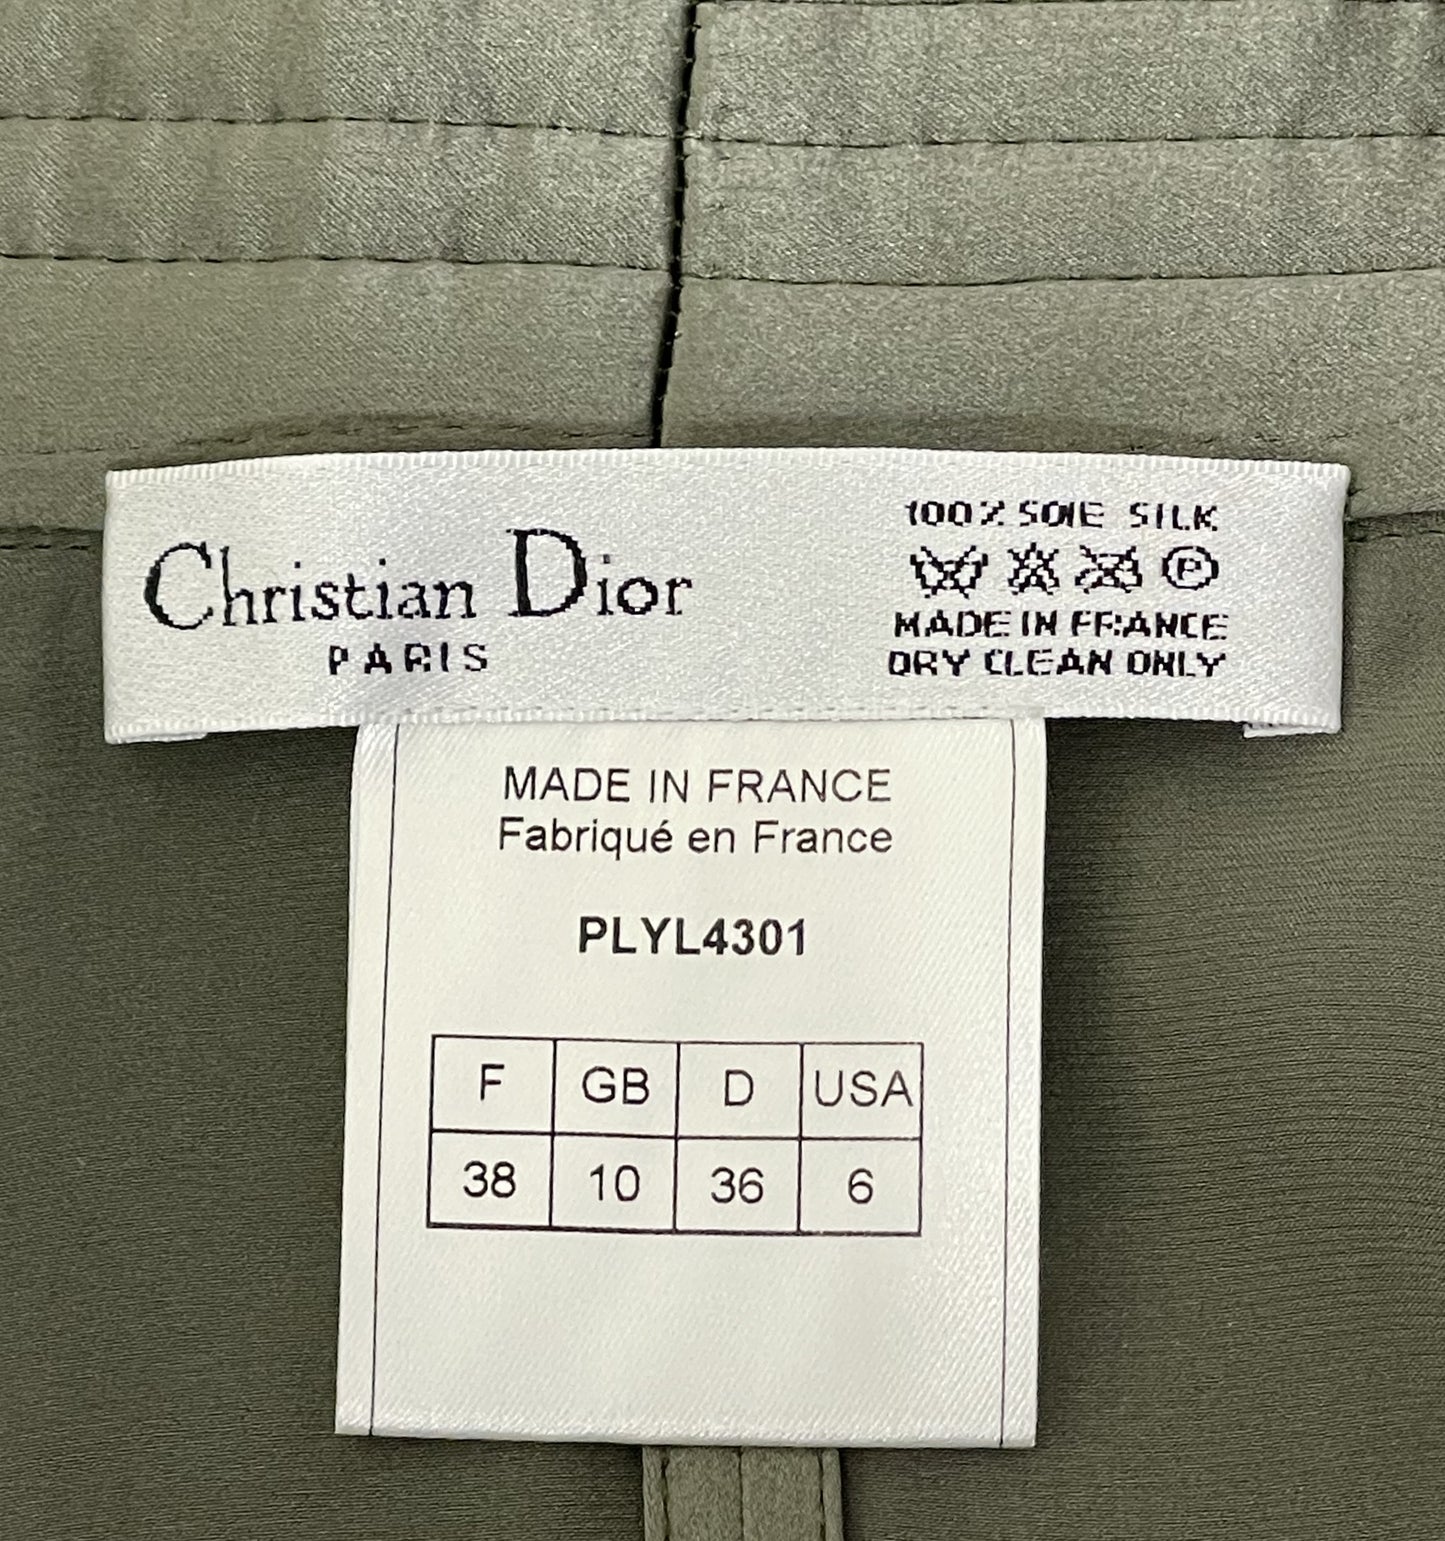 Christian Dior
PARIS
100% SOIE SILK
P
MADE IN FRANCE
DRY CLEAN ONLY
MADE IN FRANCE
Fabriqué en France
PLYL4301
F GB D USA
38 10 36 6